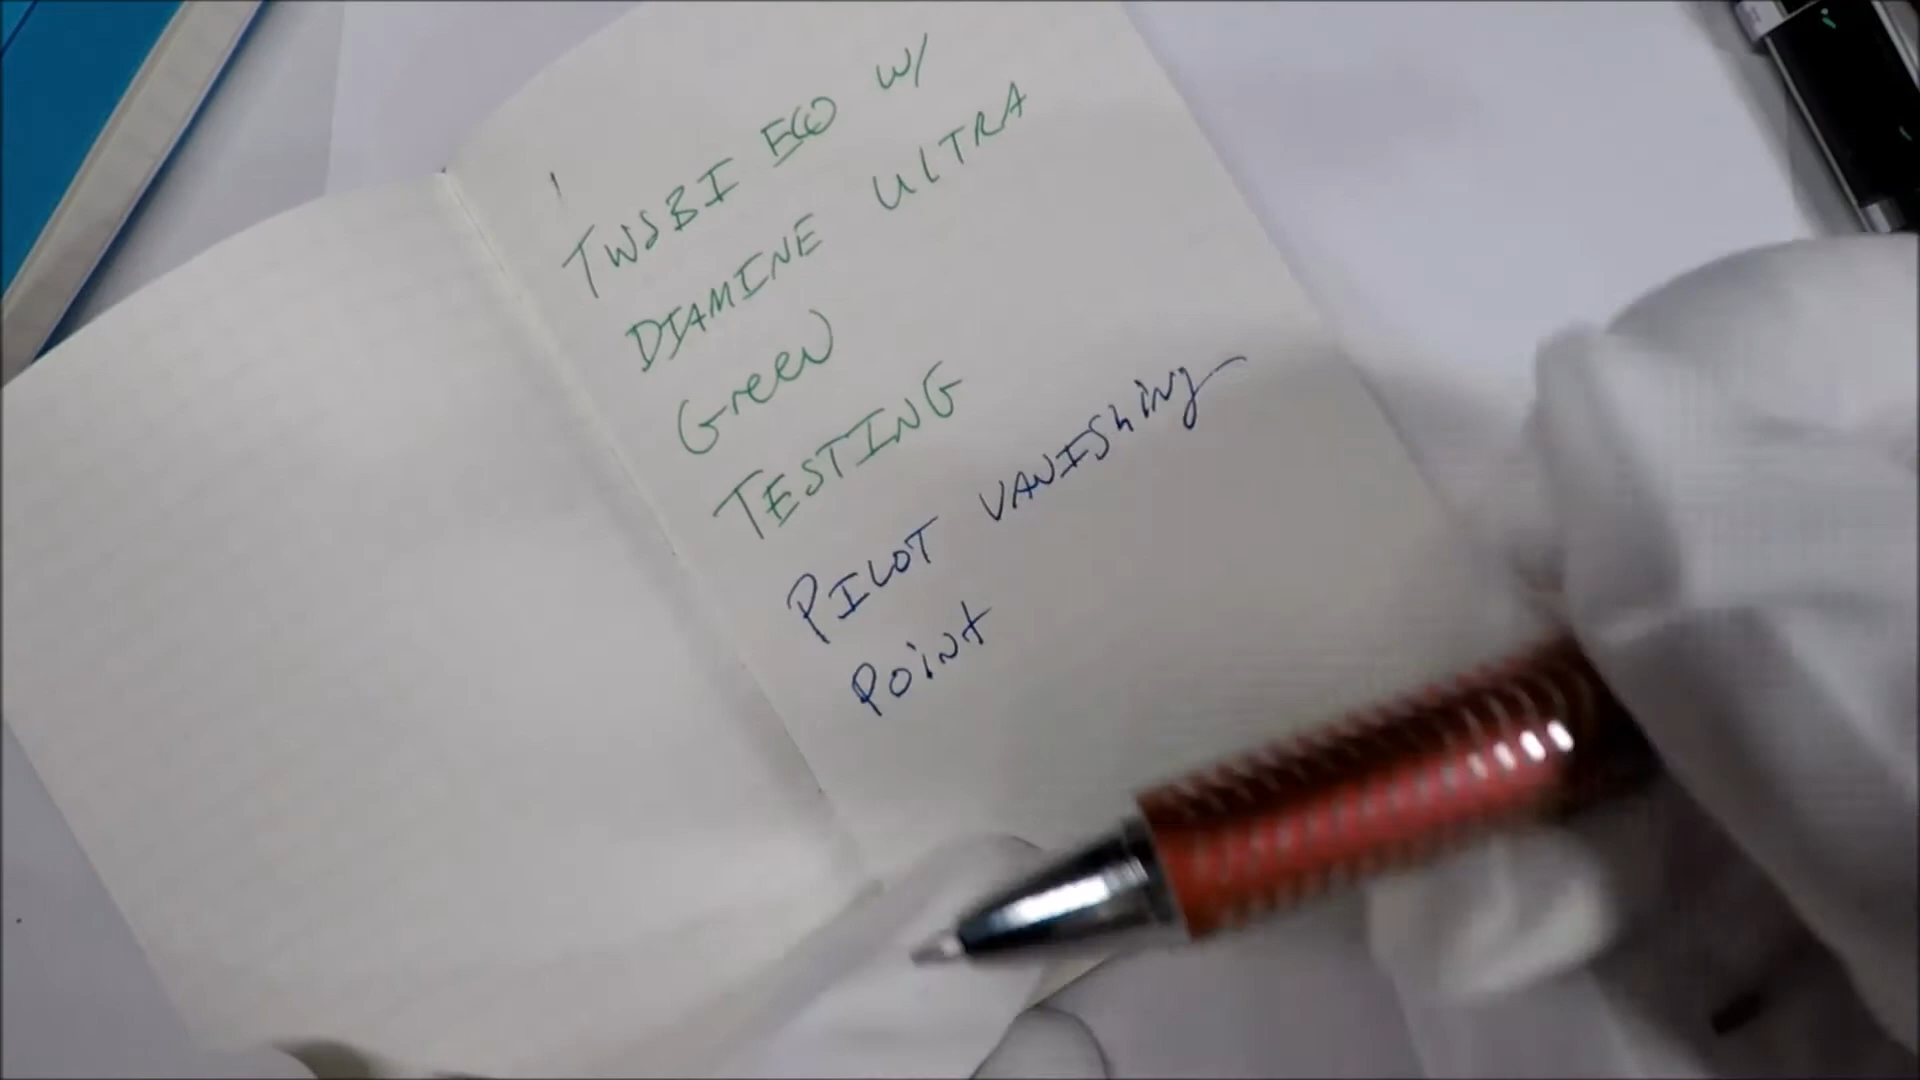 TWSBI ECO W/
DIAMINE ULTRA
Green
TESTING
PILOT VANISHING
Point